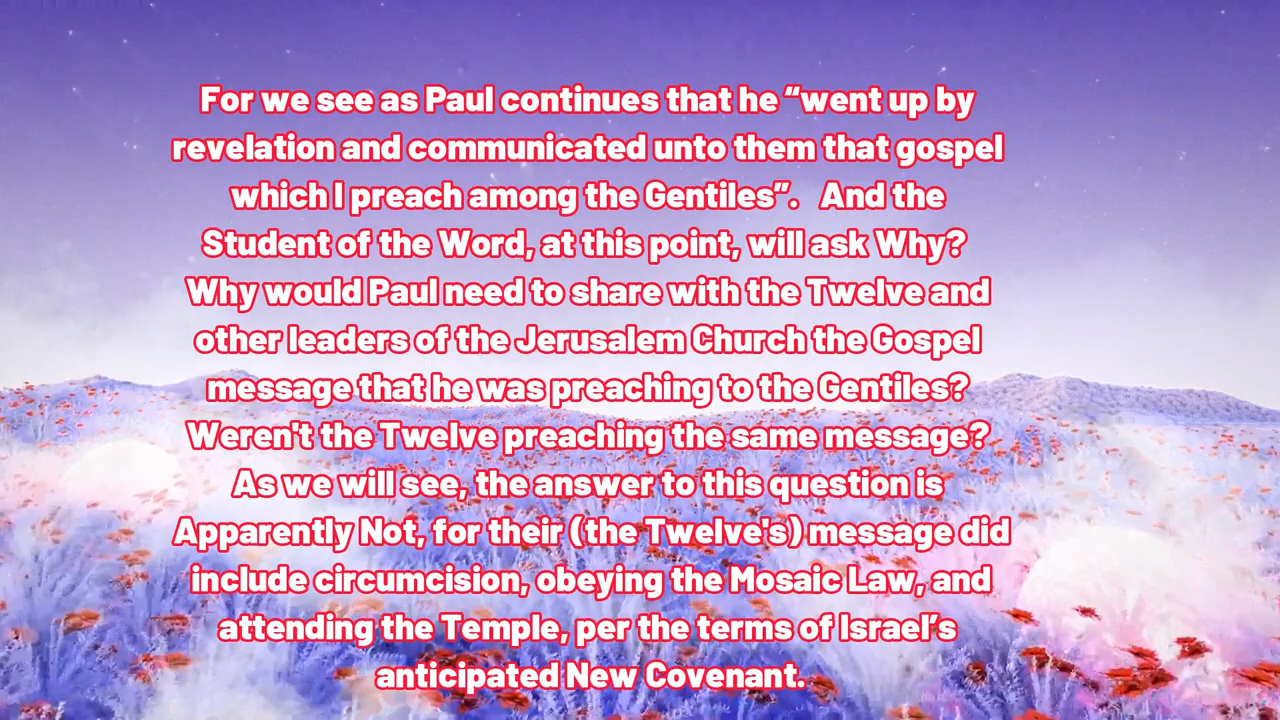 For we see as Paul continues that he “went up by
revelation and communicated unto them that gospel
which I preach among the Gentiles”.   And the
Student of the Word, at this point, will ask Why?
Why would Paul need to share with the Twelve and
other leaders of the Jerusalem Church the Gospel
message that he was preaching to the Gentiles?
Weren't the Twelve preaching the same message?
As we will see, the answer to this question is
Apparently Not, for their (the Twelve's) message did
include circumcision, obeying the Mosaic Law, and
attending the Temple, per the terms of Israel’s
anticipated New Covenant.